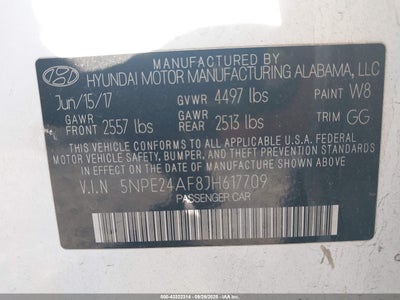 MANUFACTURED BY
HYUNDAI MOTOR MANUFACTURING ALABAMA, LLC
Jun/15/17 GVWR 4497 lbs PAINT W8
GAWR FRONT 2557 lbs GAWR REAR 2513 lbs TRIM GG
THIS VEHICLE CONFORMS TO ALL APPLICABLE U.S. FEDERAL
MOTOR VEHICLE SAFETY, BUMPER, AND THEFT PREVENTION
STANDARDS IN EFFECT ON THE DATE OF MANUFACTURE SHOWN ABOVE.
V.I.N 5NPE24AF8JH617709
PASSENGER CAR